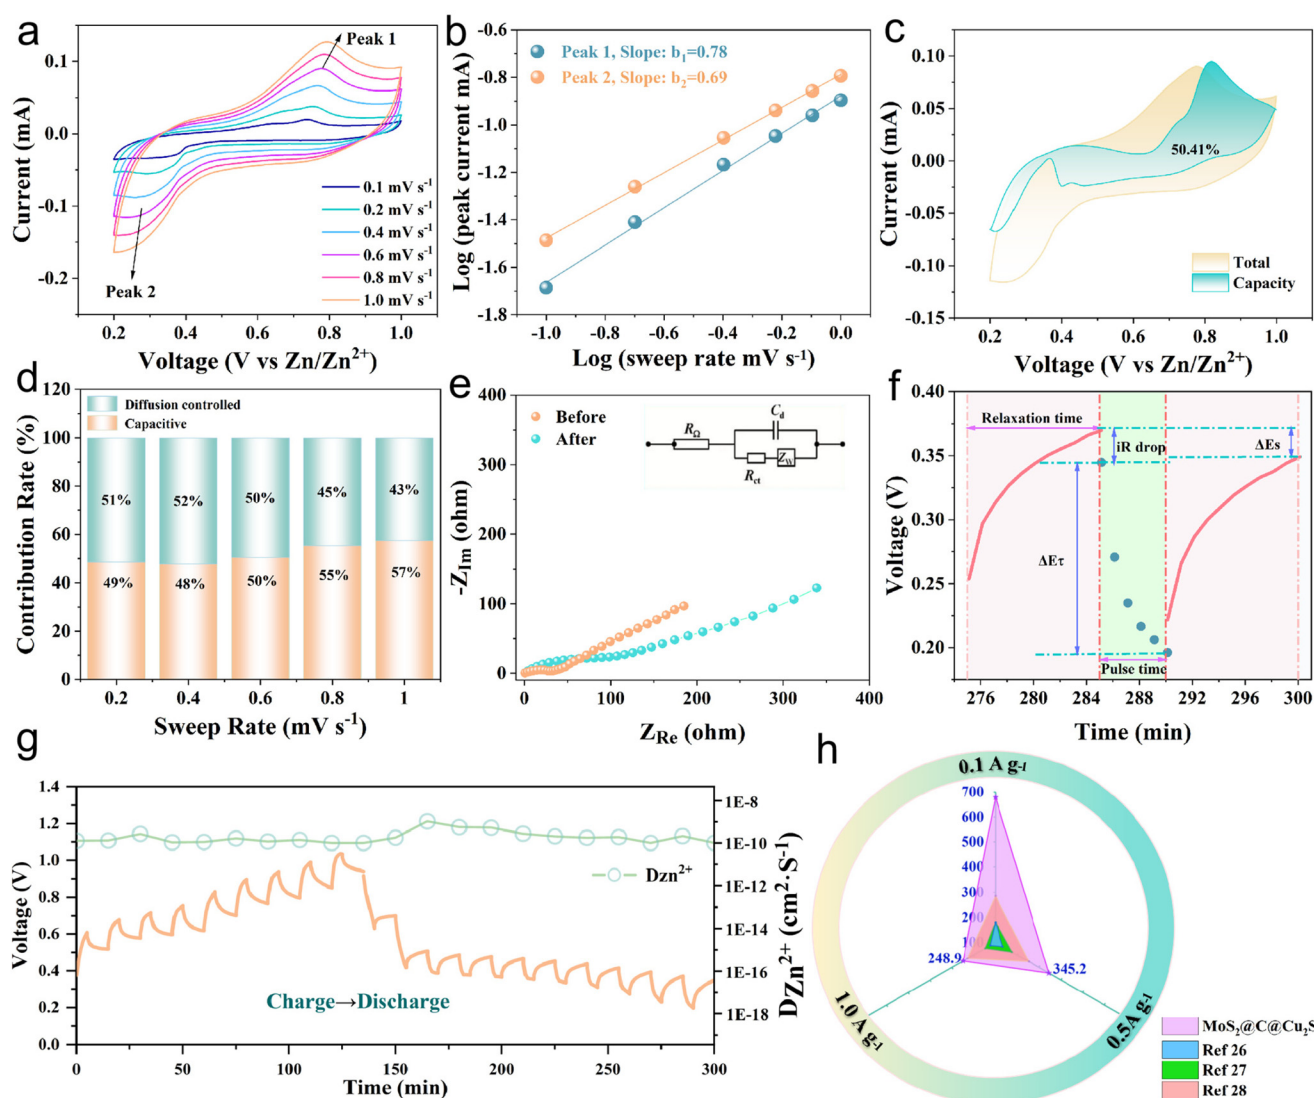 a
Peak 1
Peak 2
0.1 mV s⁻¹
0.2 mV s⁻¹
0.4 mV s⁻¹
0.6 mV s⁻¹
0.8 mV s⁻¹
1.0 mV s⁻¹
Current (mA)
0.1
0.0
-0.1
-0.2
0.2 0.4 0.6 0.8 1.0
Voltage (V vs Zn/Zn²⁺)
b
Peak 1, Slope: b₁=0.78
Peak 2, Slope: b₂=0.69
Log (peak current mA)
-0.6
-0.8
-1.0
-1.2
-1.4
-1.6
-1.8
-1.0 -0.8 -0.6 -0.4 -0.2 0.0
Log (sweep rate mV s⁻¹)
c
50.41%
Total
Capacity
Current (mA)
0.10
0.05
0.00
-0.05
-0.10
-0.15
0.2 0.4 0.6 0.8 1.0
Voltage (V vs Zn/Zn²⁺)
d
Diffusion controlled
Capacitive
Contribution Rate (%)
120
100
80
60
40
20
0
51% 52% 50% 45% 43%
49% 48% 50% 55% 57%
0.2 0.4 0.6 0.8 1
Sweep Rate (mV s⁻¹)
e
Before
After
R_Ω
C_d
R_ct
Z_W
-Z_Im (ohm)
400
300
200
100
0
0 100 200 300 400
Z_Re (ohm)
f
Relaxation time
iR drop
ΔEs
ΔEτ
Pulse time
Voltage (V)
0.40
0.35
0.30
0.25
0.20
276 280 284 288 292 296 300
Time (min)
g
Voltage (V)
1.4
1.2
1.0
0.8
0.6
0.4
0.2
0.0
Dzn²⁺
Charge→Discharge
1E-8
1E-10
1E-12
1E-14
1E-16
1E-18
D_Zn²⁺ (cm²·S⁻¹)
0 50 100 150 200 250 300
Time (min)
h
0.1 A g⁻¹
0.5A g⁻¹
1.0 A g⁻¹
700
600
500
400
300
200
100
248.9
345.2
MoS₂@C@Cu₂S
Ref 26
Ref 27
Ref 28